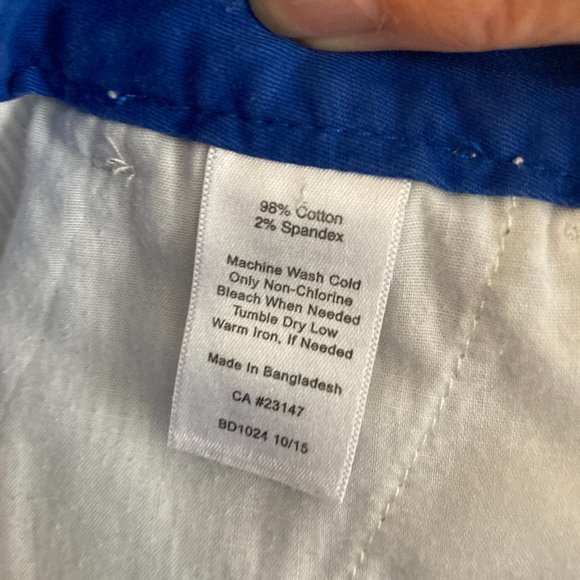 98% Cotton
2% Spandex
Machine Wash Cold
Only Non-Chlorine
Bleach When Needed
Tumble Dry Low
Warm Iron, If Needed
Made In Bangladesh
CA #23147
BD1024 10/15